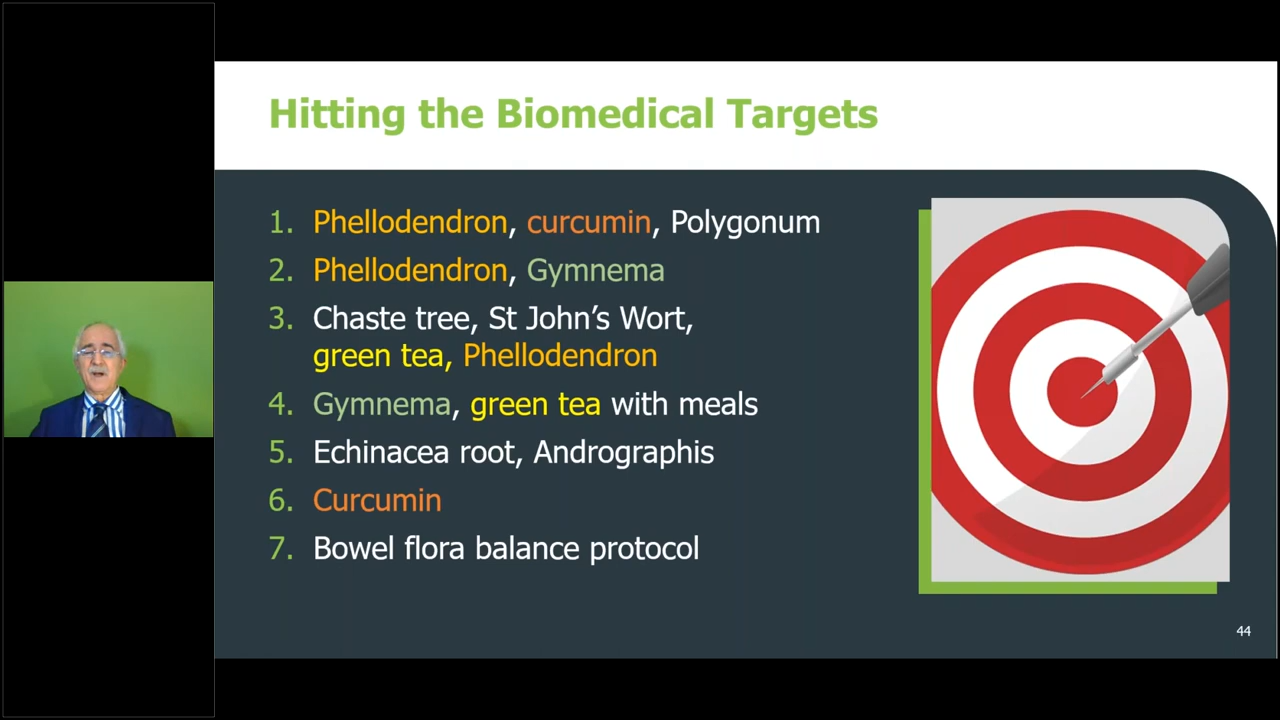 Hitting the Biomedical Targets
1. Phellodendron, curcumin, Polygonum
2. Phellodendron, Gymnema
3. Chaste tree, St John’s Wort,
green tea, Phellodendron
4. Gymnema, green tea with meals
5. Echinacea root, Andrographis
6. Curcumin
7. Bowel flora balance protocol
44